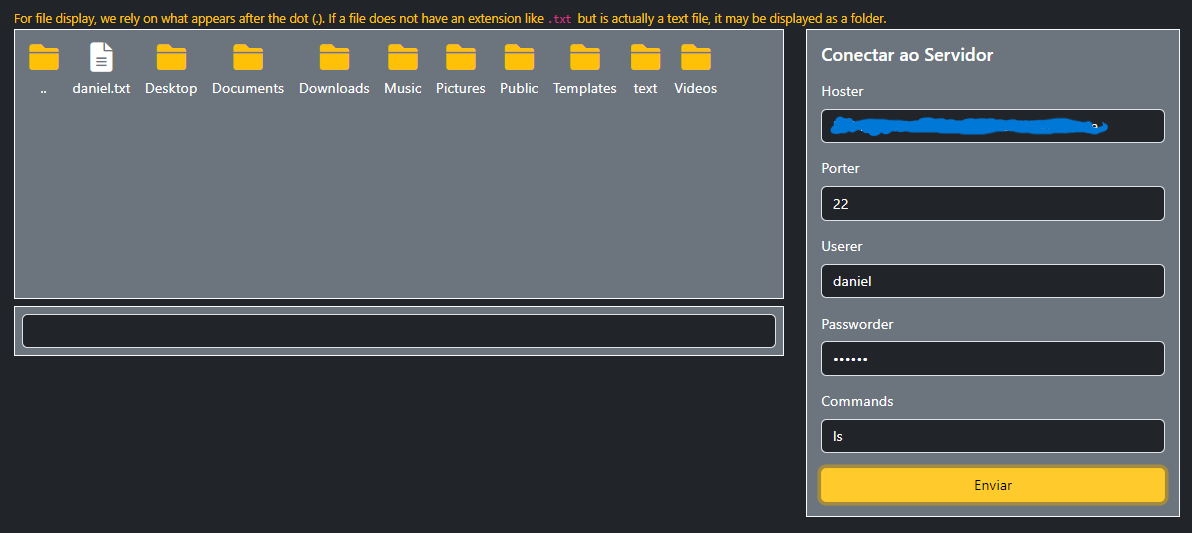 For file display, we rely on what appears after the dot (.). If a file does not have an extension like .txt but is actually a text file, it may be displayed as a folder.
.. daniel.txt Desktop Documents Downloads Music Pictures Public Templates text Videos
Conectar ao Servidor
Hoster
Porter
22
Userer
daniel
Passworder
••••••
Commands
ls
Enviar